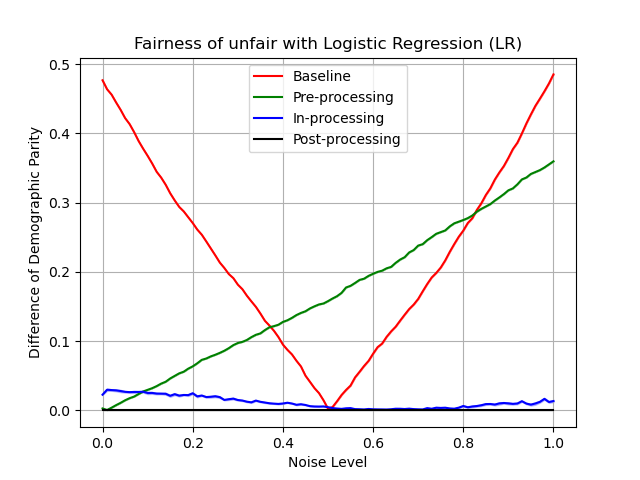 Fairness of unfair with Logistic Regression (LR)
Baseline
Pre-processing
In-processing
Post-processing
Difference of Demographic Parity
0.5
0.4
0.3
0.2
0.1
0.0
0.0 0.2 0.4 0.6 0.8 1.0
Noise Level